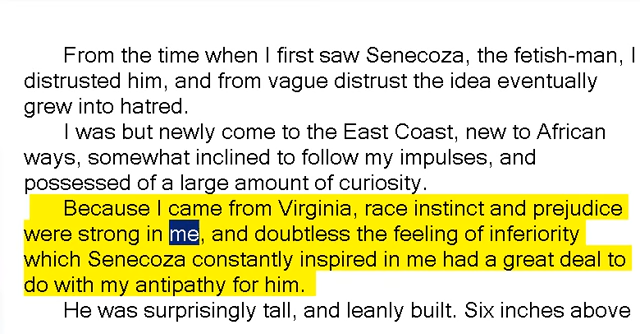 From the time when I first saw Senecoza, the fetish-man, I
distrusted him, and from vague distrust the idea eventually
grew into hatred.
I was but newly come to the East Coast, new to African
ways, somewhat inclined to follow my impulses, and
possessed of a large amount of curiosity.
Because I came from Virginia, race instinct and prejudice
were strong in me, and doubtless the feeling of inferiority
which Senecoza constantly inspired in me had a great deal to
do with my antipathy for him.
He was surprisingly tall, and leanly built. Six inches above